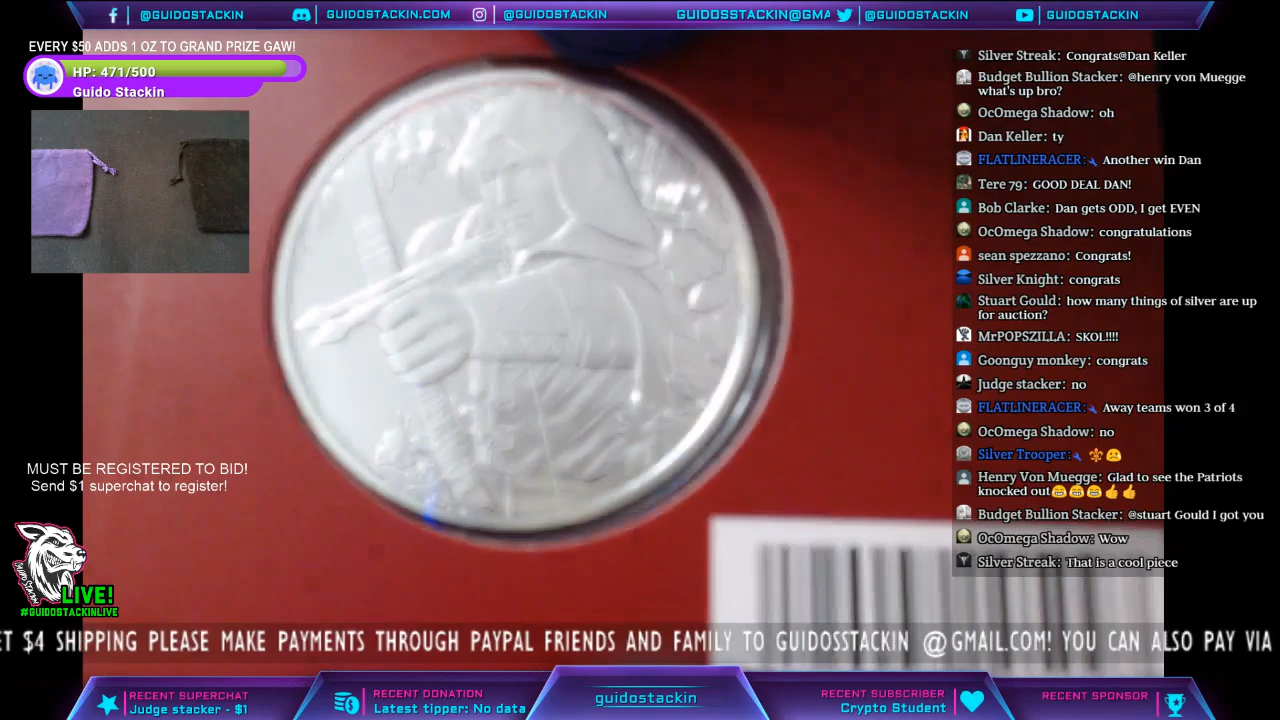 @GUIDOSTACKIN
GUIDOSTACKIN.COM
@GUIDOSTACKIN
GUIDOSSTACKIN@GMA
@GUIDOSTACKIN
GUIDOSTACKIN
EVERY $50 ADDS 1 OZ TO GRAND PRIZE GAW!
HP: 471/500
Guido Stackin
Silver Streak: Congrats@Dan Keller
Budget Bullion Stacker: @henry von Muegge
what's up bro?
OcOmega Shadow: oh
Dan Keller: ty
FLATLINERACER: Another win Dan
Tere 79: GOOD DEAL DAN!
Bob Clarke: Dan gets ODD, I get EVEN
OcOmega Shadow: congratulations
sean spezzano: Congrats!
Silver Knight: congrats
Stuart Gould: how many things of silver are up
for auction?
MrPOPSZILLA: SKOL!!!!
Goonguy monkey: congrats
Judge stacker: no
FLATLINERACER: Away teams won 3 of 4
OcOmega Shadow: no
Silver Trooper: ⚜️🙁
Henry Von Muegge: Glad to see the Patriots
knocked out😁😁😁👍👍
Budget Bullion Stacker: @stuart Gould I got you
OcOmega Shadow: Wow
Silver Streak: That is a cool piece
MUST BE REGISTERED TO BID!
Send $1 superchat to register!
LIVE!
#GUIDOSTACKINLIVE
ET $4 SHIPPING PLEASE MAKE PAYMENTS THROUGH PAYPAL FRIENDS AND FAMILY TO GUIDOSSTACKIN @GMAIL.COM! YOU CAN ALSO PAY VIA
RECENT SUPERCHAT
Judge stacker - $1
RECENT DONATION
Latest tipper: No data
guidostackin
RECENT SUBSCRIBER
Crypto Student
RECENT SPONSOR